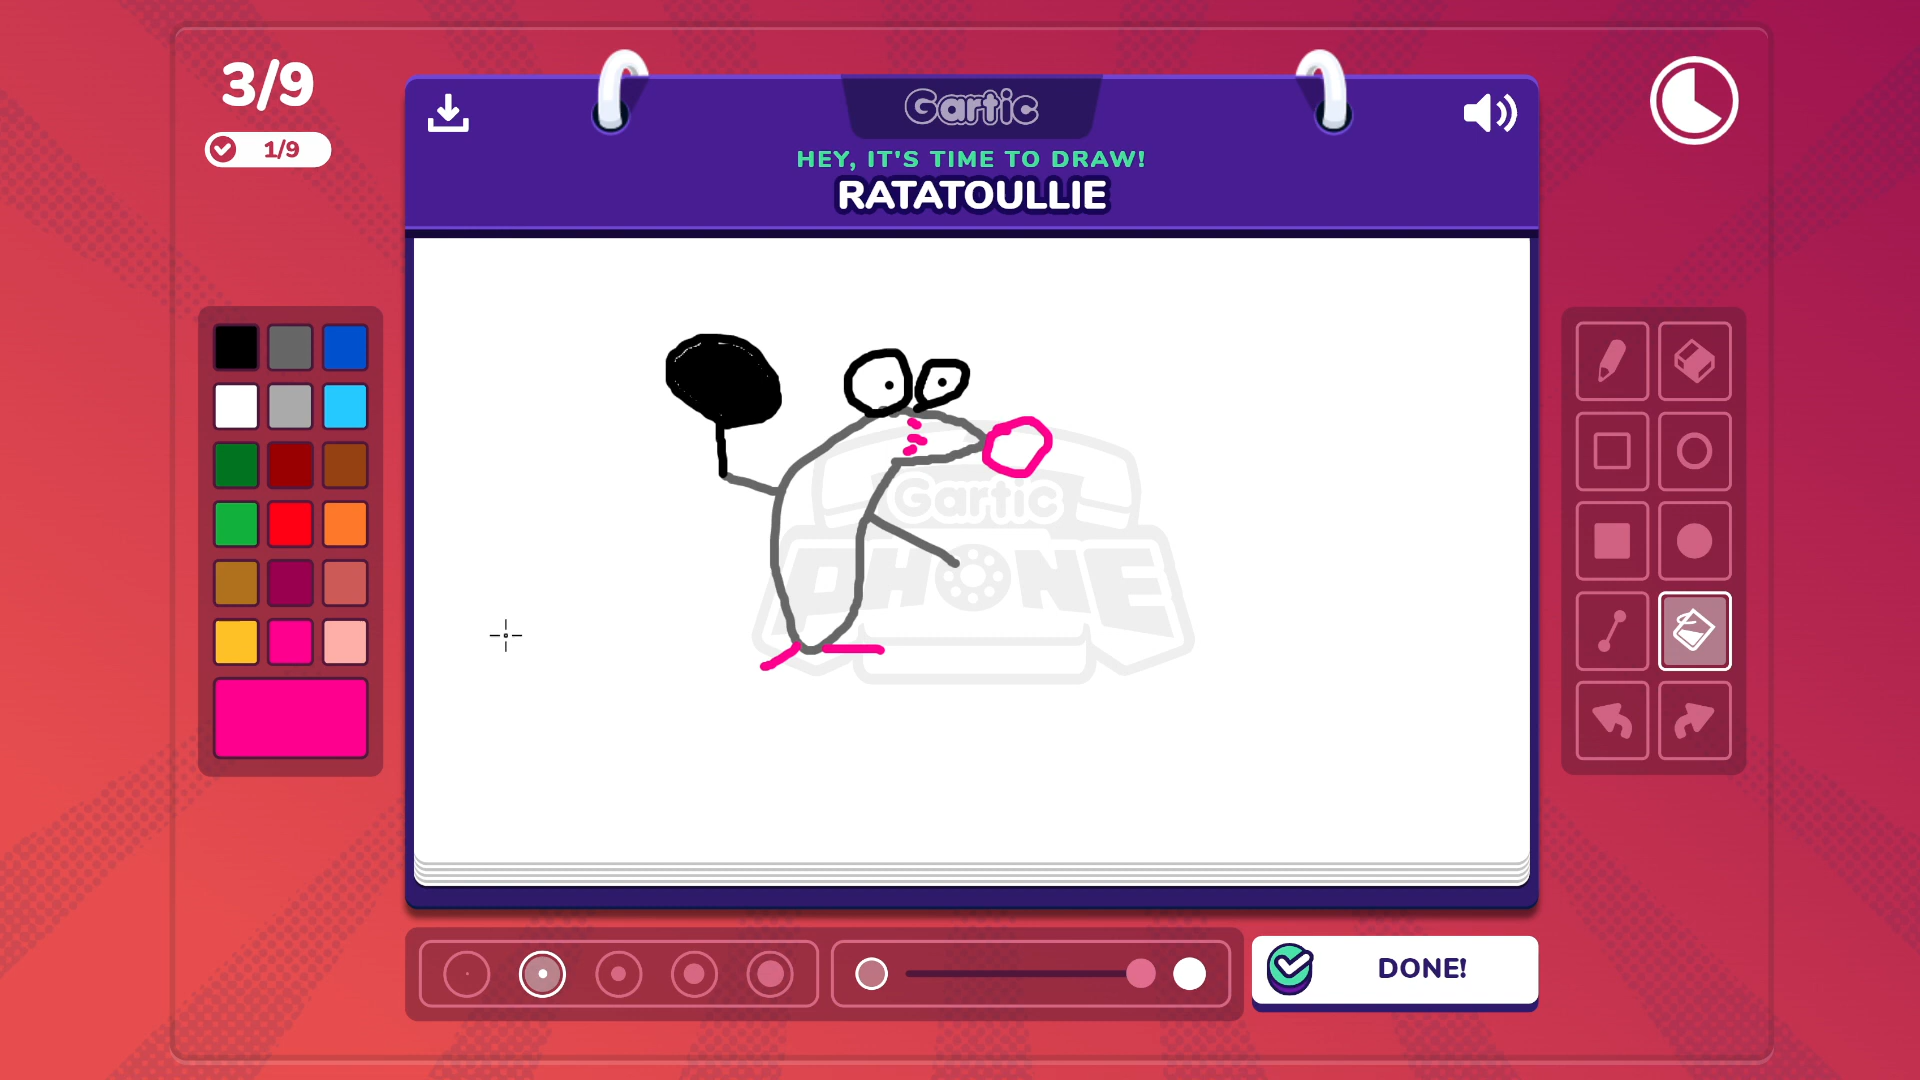 3/9
1/9
Gartic
HEY, IT'S TIME TO DRAW!
RATATOULLIE
Gartic
PHONE
DONE!